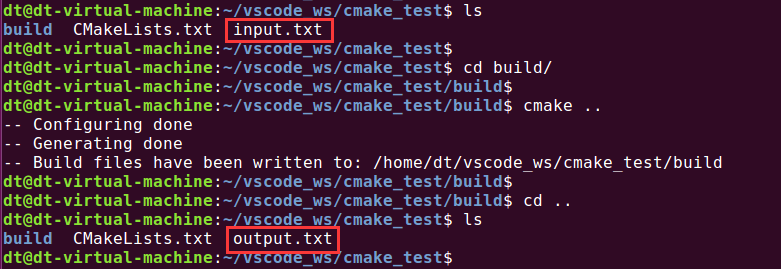 dt@dt-virtual-machine:~/vscode_ws/cmake_test$ ls
build  CMakeLists.txt  input.txt
dt@dt-virtual-machine:~/vscode_ws/cmake_test$
dt@dt-virtual-machine:~/vscode_ws/cmake_test$ cd build/
dt@dt-virtual-machine:~/vscode_ws/cmake_test/build$
dt@dt-virtual-machine:~/vscode_ws/cmake_test/build$ cmake ..
-- Configuring done
-- Generating done
-- Build files have been written to: /home/dt/vscode_ws/cmake_test/build
dt@dt-virtual-machine:~/vscode_ws/cmake_test/build$
dt@dt-virtual-machine:~/vscode_ws/cmake_test/build$ cd ..
dt@dt-virtual-machine:~/vscode_ws/cmake_test$ ls
build  CMakeLists.txt  output.txt
dt@dt-virtual-machine:~/vscode_ws/cmake_test$